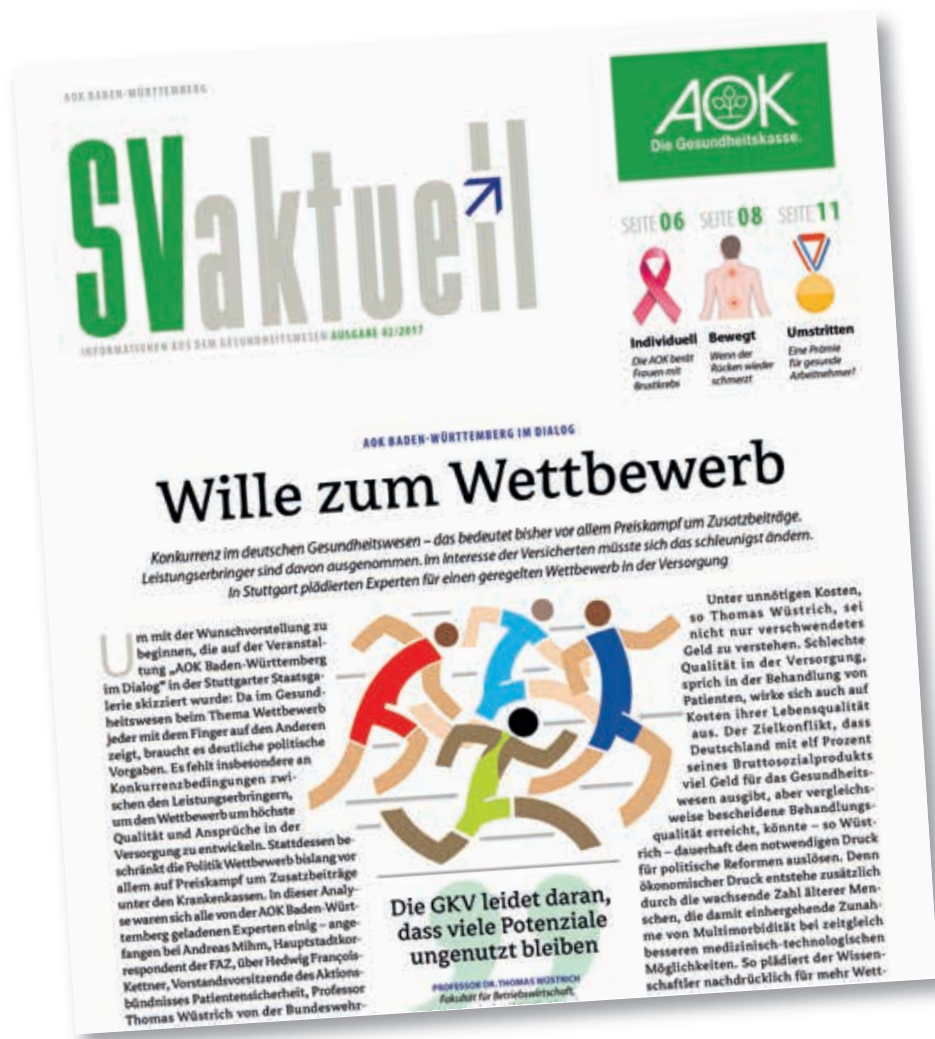 AOK BADEN-WÜRTTEMBERG
SVaktuell
INFORMATIONEN AUS DEM GESUNDHEITSWESEN AUSGABE 02/2017
AOK
Die Gesundheitskasse.
SEITE 06 SEITE 08 SEITE 11
Individuell
Die AOK berät
Frauen mit
Brustkrebs
Bewegt
Wenn der
Rücken wieder
schmerzt
Umstritten
Eine Prämie
für gesunde
Arbeitnehmer?
AOK BADEN-WÜRTTEMBERG IM DIALOG
Wille zum Wettbewerb
Konkurrenz im deutschen Gesundheitswesen – das bedeutet bisher vor allem Preiskampf um Zusatzbeiträge.
Leistungserbringer sind davon ausgenommen. Im Interesse der Versicherten müsste sich das schleunigst ändern.
In Stuttgart plädierten Experten für einen geregelten Wettbewerb in der Versorgung
Um mit der Wunschvorstellung zu
beginnen, die auf der Veranstal-
tung „AOK Baden-Württemberg
im Dialog" in der Stuttgarter Staatsga-
lerie skizziert wurde: Da im Gesund-
heitswesen beim Thema Wettbewerb
jeder mit dem Finger auf den Anderen
zeigt, braucht es deutliche politische
Vorgaben. Es fehlt insbesondere an
Konkurrenzbedingungen zwi-
schen den Leistungserbringern,
um den Wettbewerb um höchste
Qualität und Ansprüche in der
Versorgung zu entwickeln. Stattdessen be-
schränkt die Politik Wettbewerb bislang vor
allem auf Preiskampf um Zusatzbeiträge
unter den Krankenkassen. In dieser Analy-
se waren sich alle von der AOK Baden-Würt-
temberg geladenen Experten einig – ange-
fangen bei Andreas Mihm, Hauptstadtkor-
respondent der FAZ, über Hedwig François-
Kettner, Vorstandsvorsitzende des Aktions-
bündnisses Patientensicherheit, Professor
Thomas Wüstrich von der Bundeswehr-
Die GKV leidet daran,
dass viele Potenziale
ungenutzt bleiben
PROFESSOR DR. THOMAS WÜSTRICH
Fakultät für Betriebswirtschaft,
Unter unnötigen Kosten,
so Thomas Wüstrich, sei
nicht nur verschwendetes
Geld zu verstehen. Schlechte
Qualität in der Versorgung,
sprich in der Behandlung von
Patienten, wirke sich auch auf
Kosten ihrer Lebensqualität
aus. Der Zielkonflikt, dass
Deutschland mit elf Prozent
seines Bruttosozialprodukts
viel Geld für das Gesundheits-
wesen ausgibt, aber vergleichs-
weise bescheidene Behandlungs-
qualität erreicht, könnte – so Wüst-
rich – dauerhaft den notwendigen Druck
für politische Reformen auslösen. Denn
ökonomischer Druck entstehe zusätzlich
durch die wachsende Zahl älterer Men-
schen, die damit einhergehende Zunah-
me von Multimorbidität bei zeitgleich
besseren medizinisch-technologischen
Möglichkeiten. So plädiert der Wissen-
schaftler nachdrücklich für mehr Wett-